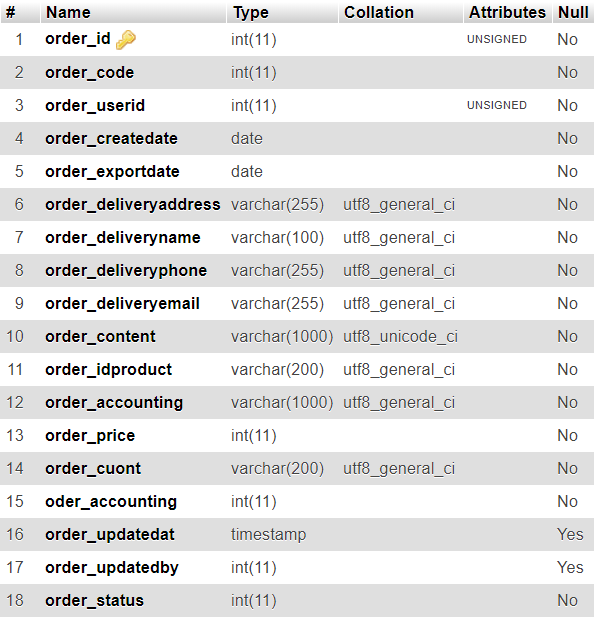 # Name Type Collation Attributes Null
1 order_id int(11) UNSIGNED No
2 order_code int(11) No
3 order_userid int(11) UNSIGNED No
4 order_createdate date No
5 order_exportdate date No
6 order_deliveryaddress varchar(255) utf8_general_ci No
7 order_deliveryname varchar(100) utf8_general_ci No
8 order_deliveryphone varchar(255) utf8_general_ci No
9 order_deliveryemail varchar(255) utf8_general_ci No
10 order_content varchar(1000) utf8_unicode_ci No
11 order_idproduct varchar(200) utf8_general_ci No
12 order_accounting varchar(1000) utf8_general_ci No
13 order_price int(11) No
14 order_cuont varchar(200) utf8_general_ci No
15 oder_accounting int(11) No
16 order_updatedat timestamp Yes
17 order_updatedby int(11) Yes
18 order_status int(11) No